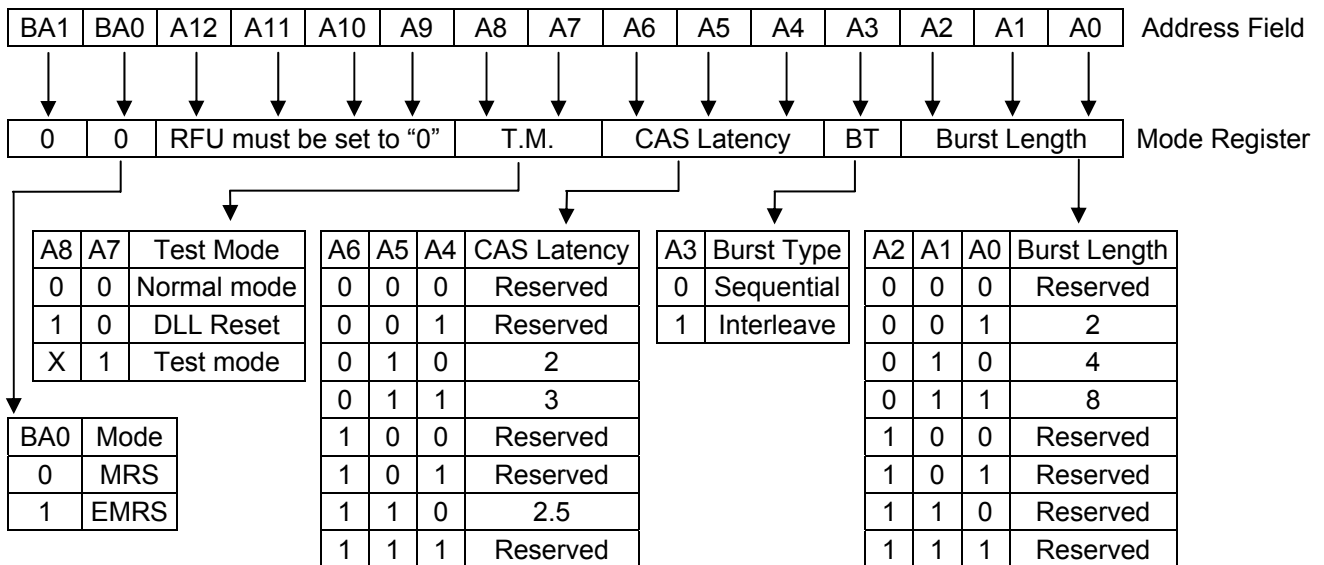 BA1 BA0 A12 A11 A10 A9 A8 A7 A6 A5 A4 A3 A2 A1 A0 Address Field
0 0 RFU must be set to “0” T.M. CAS Latency BT Burst Length Mode Register
A8 A7 Test Mode
0 0 Normal mode
1 0 DLL Reset
X 1 Test mode
A6 A5 A4 CAS Latency
0 0 0 Reserved
0 0 1 Reserved
0 1 0 2
0 1 1 3
1 0 0 Reserved
1 0 1 Reserved
1 1 0 2.5
1 1 1 Reserved
A3 Burst Type
0 Sequential
1 Interleave
A2 A1 A0 Burst Length
0 0 0 Reserved
0 0 1 2
0 1 0 4
0 1 1 8
1 0 0 Reserved
1 0 1 Reserved
1 1 0 Reserved
1 1 1 Reserved
BA0 Mode
0 MRS
1 EMRS